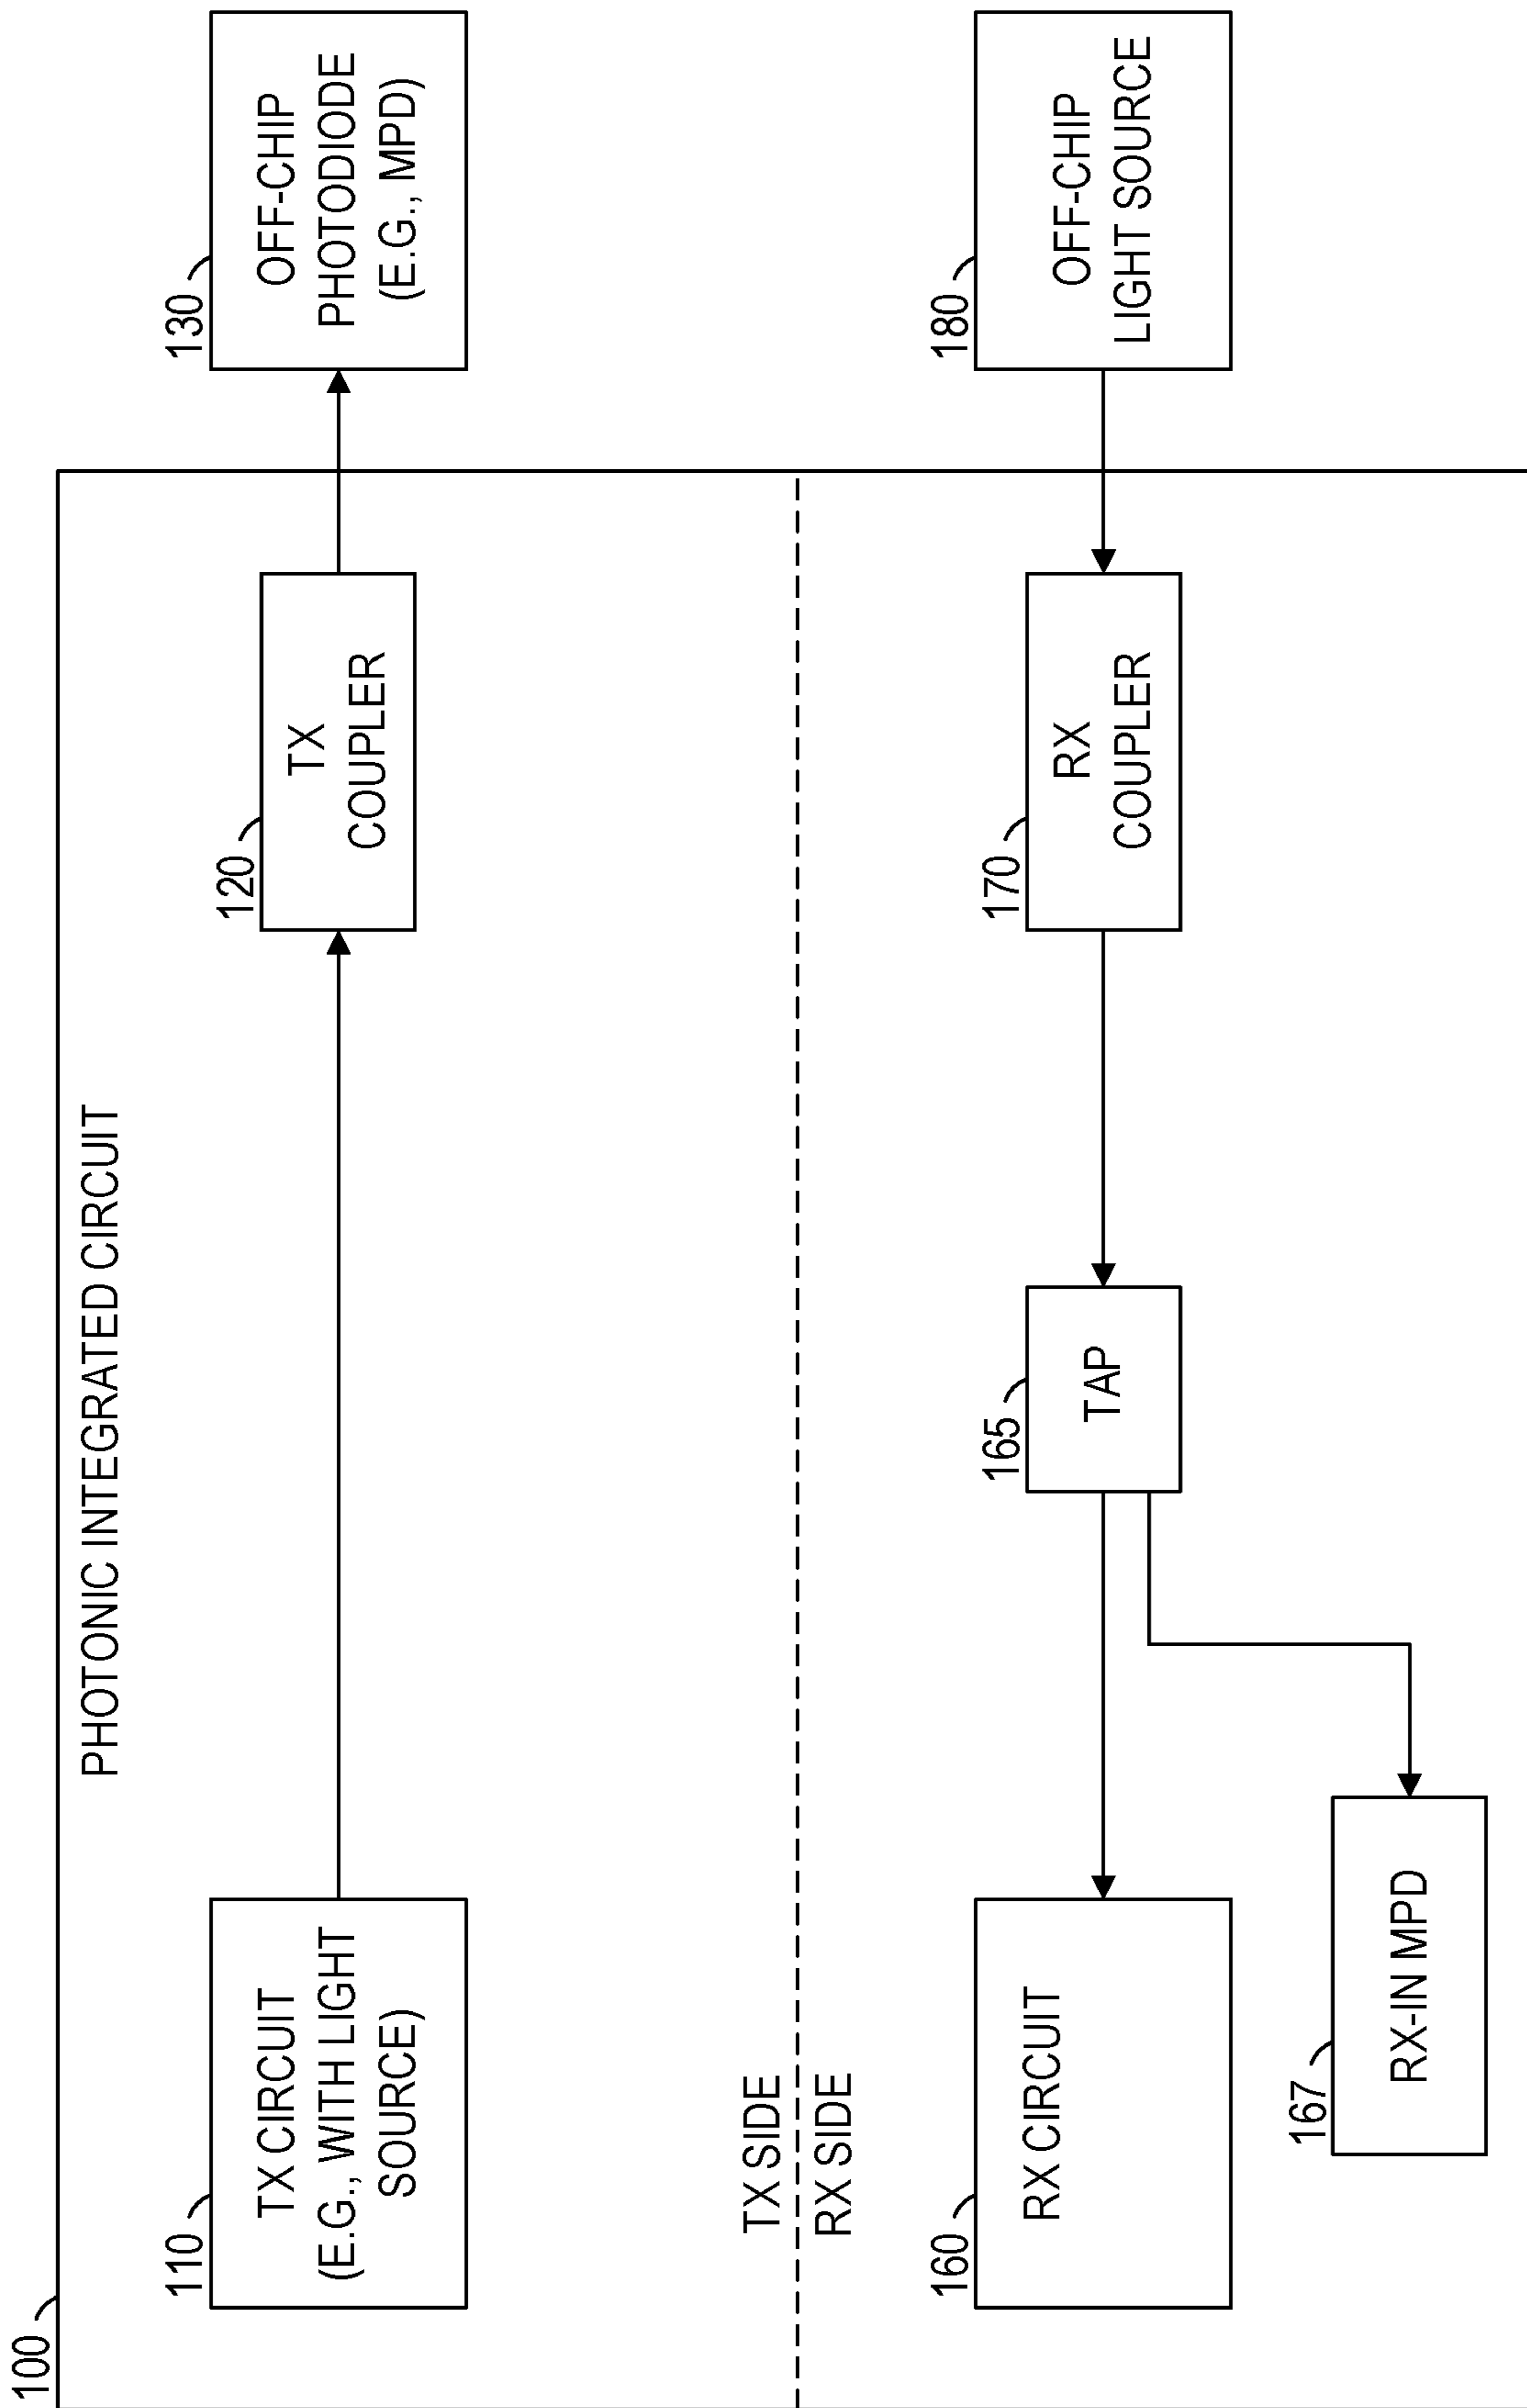 100
PHOTONIC INTEGRATED CIRCUIT
110
TX CIRCUIT
(E.G., WITH LIGHT
SOURCE)
120
TX
COUPLER
130
OFF-CHIP
PHOTODIODE
(E.G., MPD)
TX SIDE
RX SIDE
160
RX CIRCUIT
165
TAP
170
RX
COUPLER
180
OFF-CHIP
LIGHT SOURCE
167
RX-IN MPD